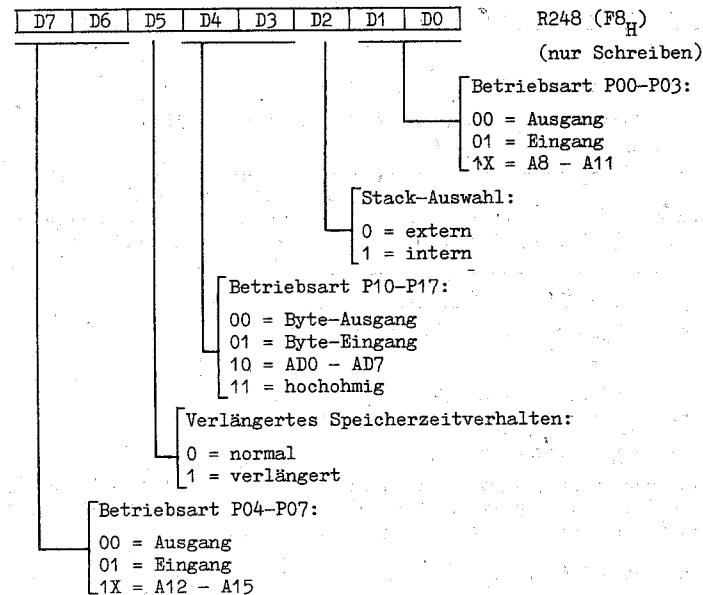 D7 D6 D5 D4 D3 D2 D1 D0 R248 (F8H)
(nur Schreiben)
Betriebsart P00-P03:
00 = Ausgang
01 = Eingang
1X = A8 - A11
Stack-Auswahl:
0 = extern
1 = intern
Betriebsart P10-P17:
00 = Byte-Ausgang
01 = Byte-Eingang
10 = AD0 - AD7
11 = hochohmig
Verlängertes Speicherzeitverhalten:
0 = normal
1 = verlängert
Betriebsart P04-P07:
00 = Ausgang
01 = Eingang
1X = A12 - A15